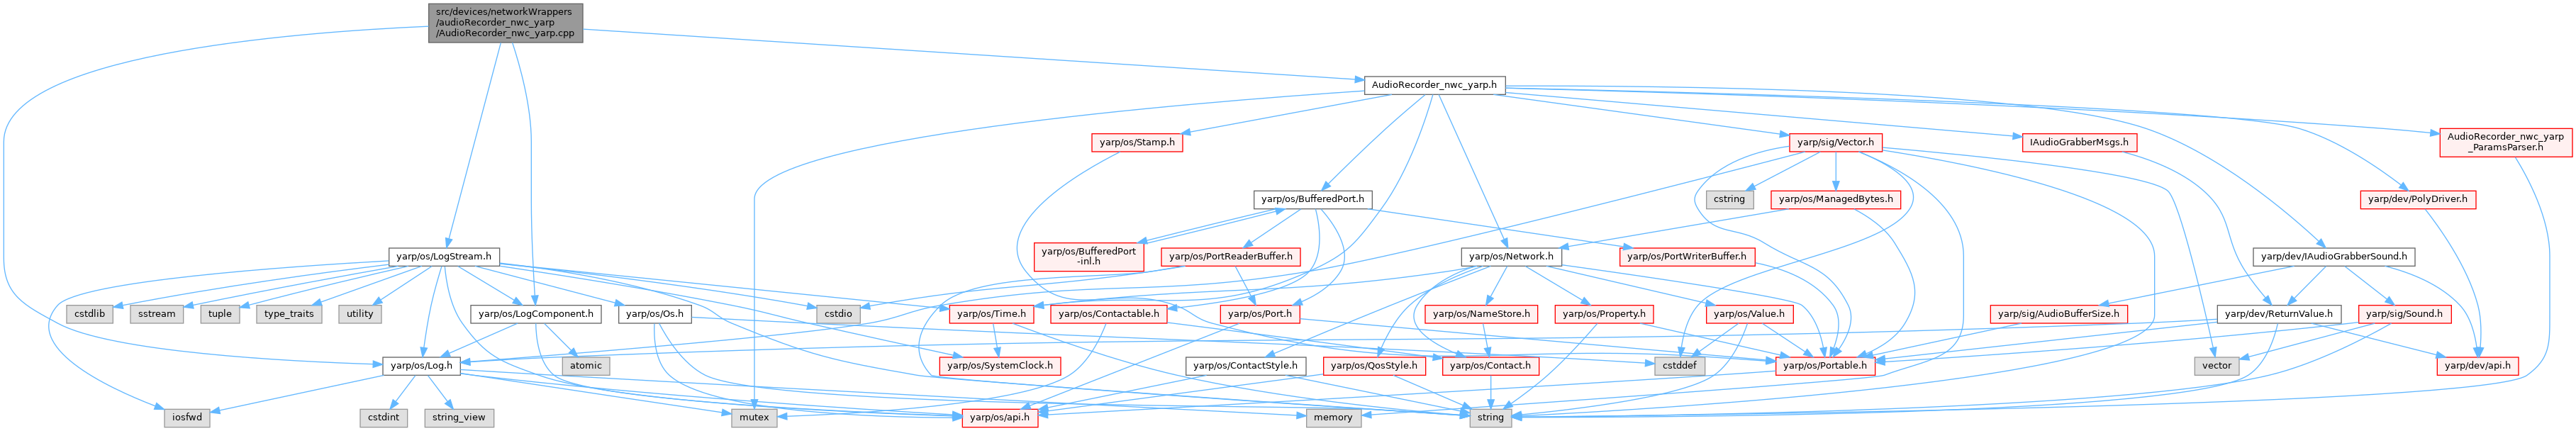 src/devices/networkWrappers
/audioRecorder_nwc_yarp
/AudioRecorder_nwc_yarp.cpp
AudioRecorder_nwc_yarp.h
yarp/os/Stamp.h
yarp/sig/Vector.h
IAudioGrabberMsgs.h
AudioRecorder_nwc_yarp
_ParamsParser.h
yarp/os/BufferedPort.h
cstring
yarp/os/ManagedBytes.h
yarp/dev/PolyDriver.h
yarp/os/LogStream.h
yarp/os/BufferedPort
-inl.h
yarp/os/PortReaderBuffer.h
yarp/os/Network.h
yarp/os/PortWriterBuffer.h
yarp/dev/IAudioGrabberSound.h
cstdlib
sstream
tuple
type_traits
utility
yarp/os/LogComponent.h
yarp/os/Os.h
cstdio
yarp/os/Time.h
yarp/os/Contactable.h
yarp/os/Port.h
yarp/os/NameStore.h
yarp/os/Property.h
yarp/os/Value.h
yarp/sig/AudioBufferSize.h
yarp/dev/ReturnValue.h
yarp/sig/Sound.h
yarp/os/Log.h
atomic
yarp/os/SystemClock.h
yarp/os/ContactStyle.h
yarp/os/QosStyle.h
yarp/os/Contact.h
cstddef
yarp/os/Portable.h
vector
yarp/dev/api.h
iosfwd
cstdint
string_view
mutex
yarp/os/api.h
memory
string